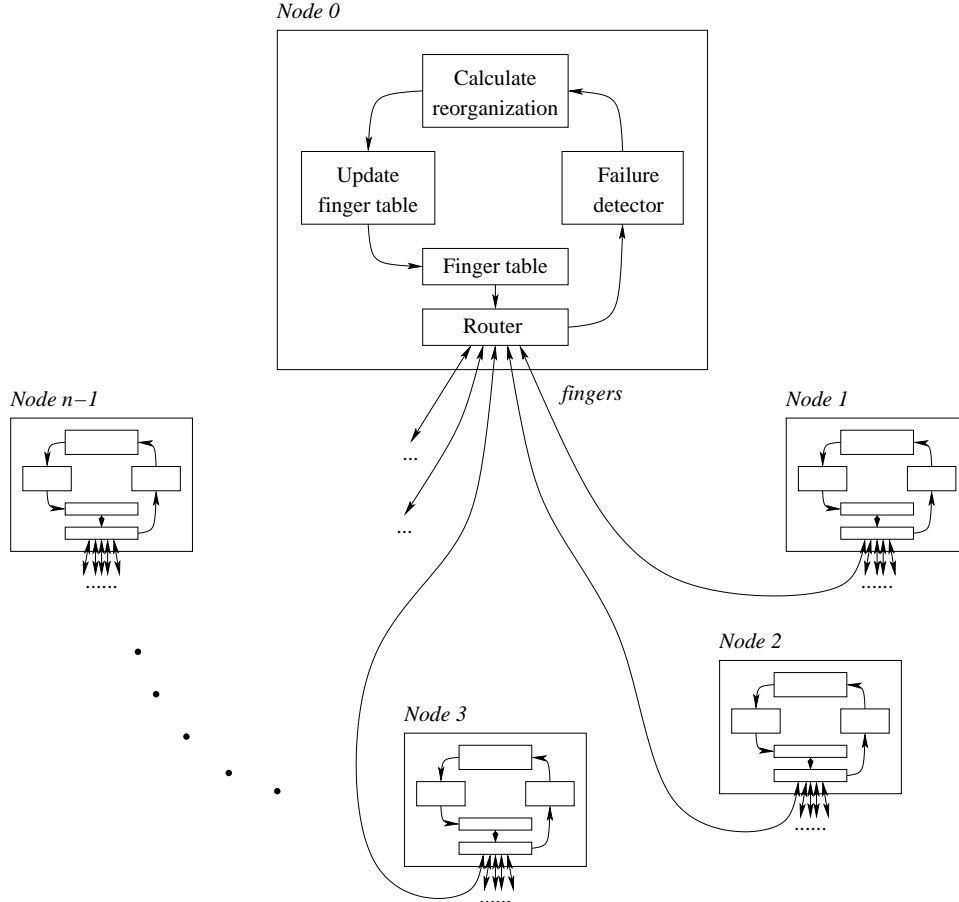 Node 0
Calculate
reorganization
Update
finger table
Failure
detector
Finger table
Router
fingers
Node n−1
Node 1
...
...
......
......
Node 2
Node 3
......
......